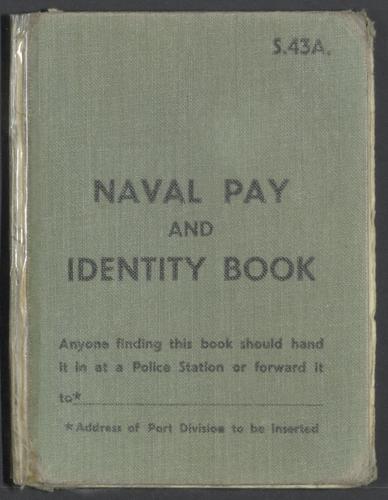 S.43A.
NAVAL PAY
AND
IDENTITY BOOK
Anyone finding this book should hand
it in at a Police Station or forward it
to*
*Address of Port Division to be inserted